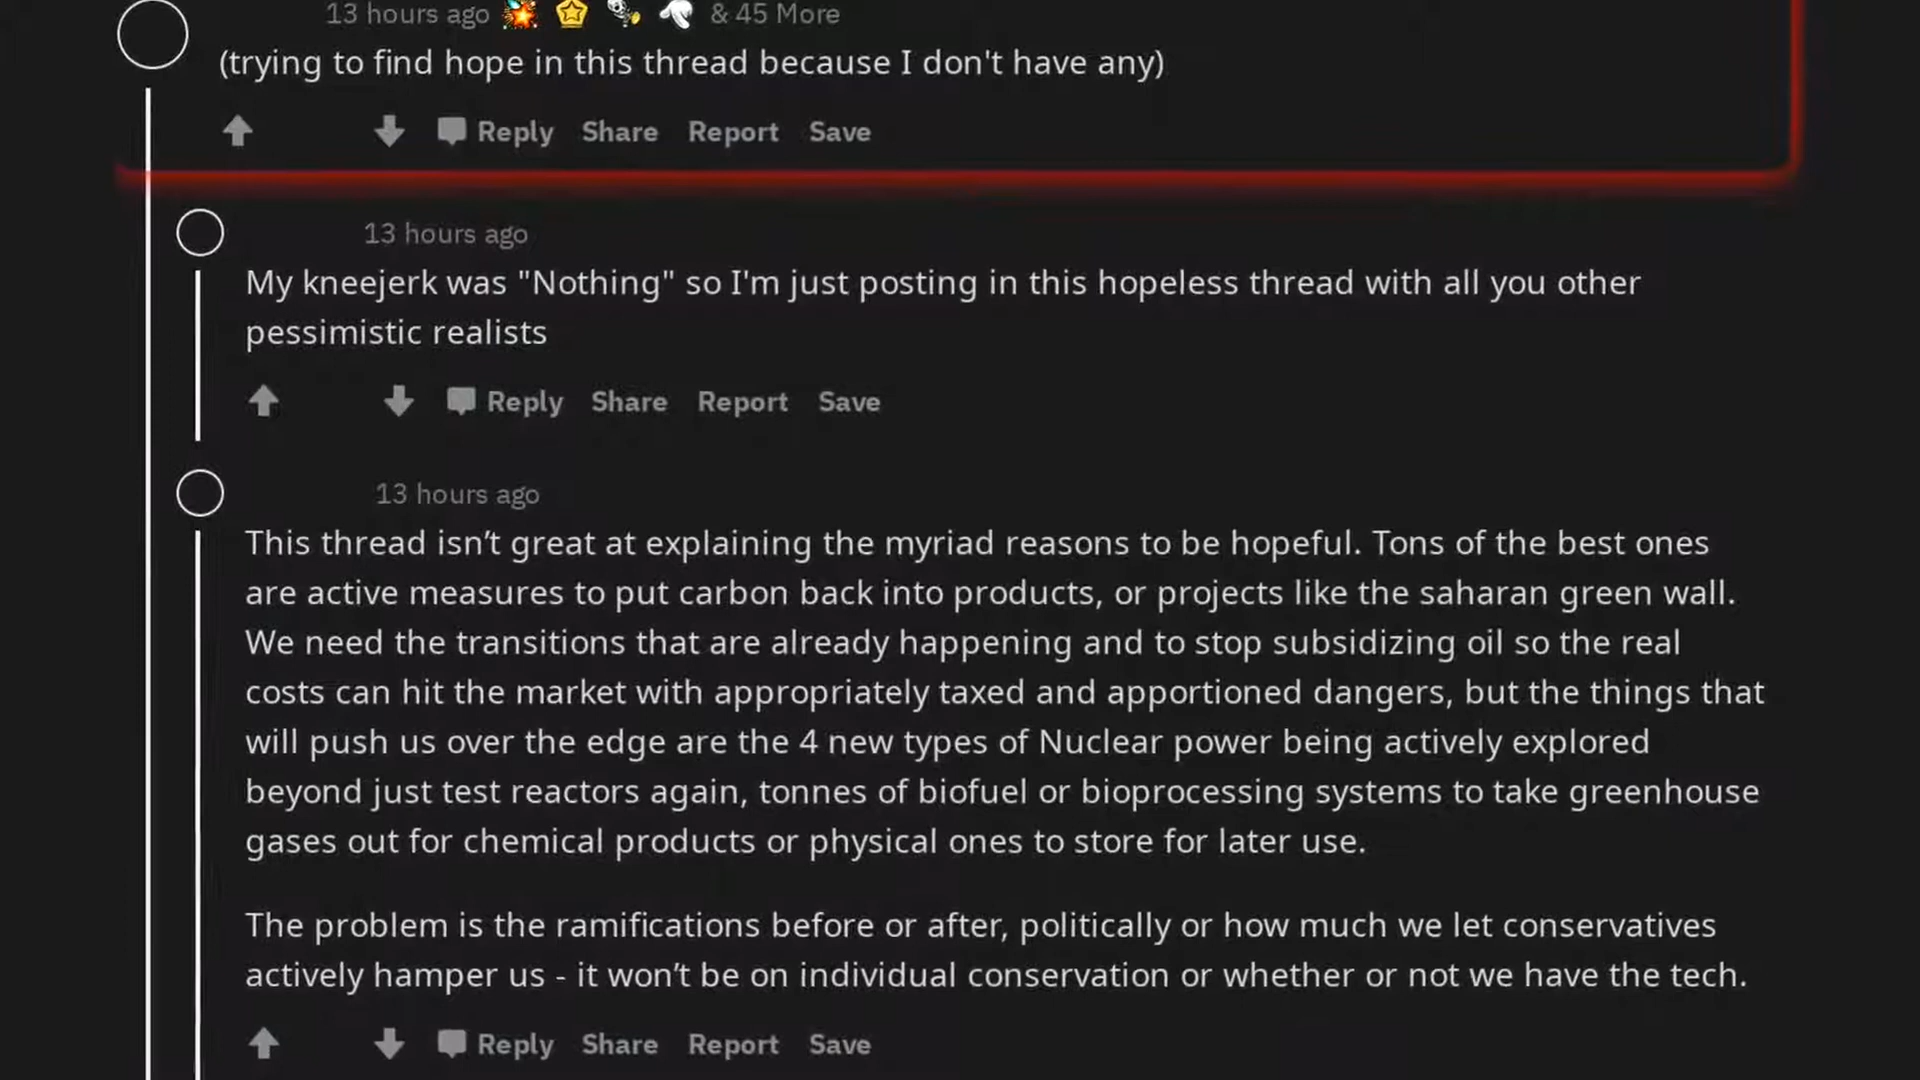 13 hours ago & 45 More
(trying to find hope in this thread because I don't have any)
Reply Share Report Save
13 hours ago
My kneejerk was "Nothing" so I'm just posting in this hopeless thread with all you other
pessimistic realists
Reply Share Report Save
13 hours ago
This thread isn’t great at explaining the myriad reasons to be hopeful. Tons of the best ones
are active measures to put carbon back into products, or projects like the saharan green wall.
We need the transitions that are already happening and to stop subsidizing oil so the real
costs can hit the market with appropriately taxed and apportioned dangers, but the things that
will push us over the edge are the 4 new types of Nuclear power being actively explored
beyond just test reactors again, tonnes of biofuel or bioprocessing systems to take greenhouse
gases out for chemical products or physical ones to store for later use.
The problem is the ramifications before or after, politically or how much we let conservatives
actively hamper us - it won’t be on individual conservation or whether or not we have the tech.
Reply Share Report Save